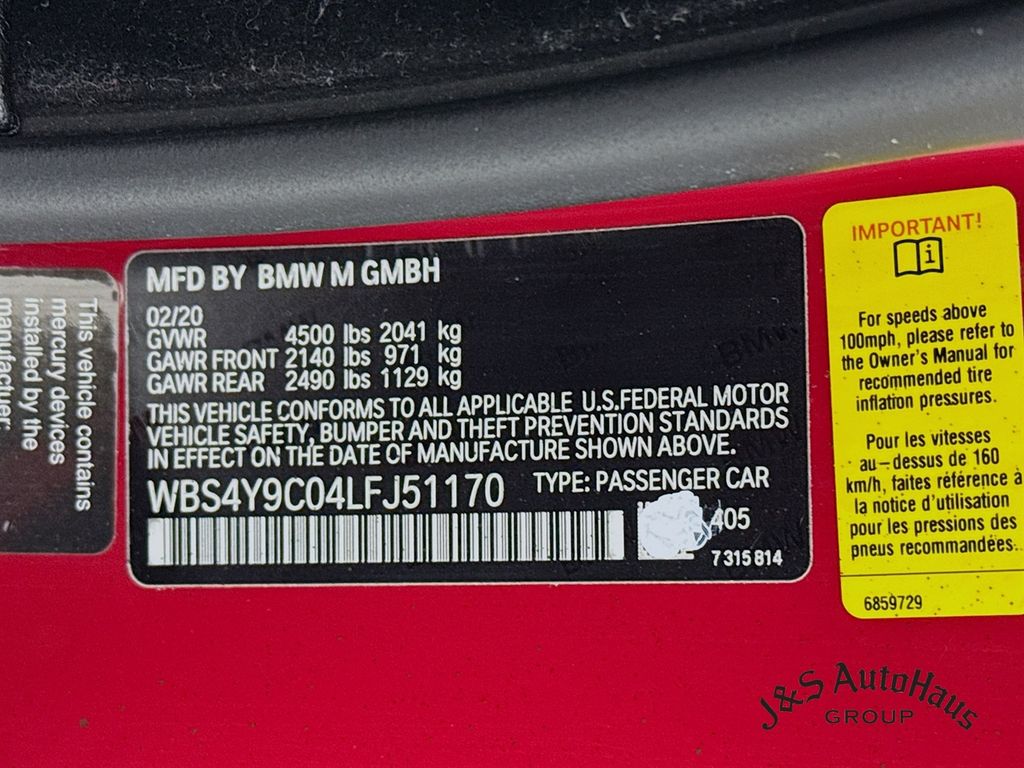 This vehicle contains
mercury devices
installed by the
manufacturer:
MFD BY BMW M GMBH
02/20
GVWR 4500 lbs 2041 kg
GAWR FRONT 2140 lbs 971 kg
GAWR REAR 2490 lbs 1129 kg
THIS VEHICLE CONFORMS TO ALL APPLICABLE U.S.FEDERAL MOTOR
VEHICLE SAFETY, BUMPER AND THEFT PREVENTION STANDARDS
IN EFFECT ON THE DATE OF MANUFACTURE SHOWN ABOVE.
WBS4Y9C04LFJ51170 TYPE: PASSENGER CAR
405
7315814
IMPORTANT!
i
For speeds above
100mph, please refer to
the Owner's Manual for
recommended tire
inflation pressures.
Pour les vitesses
au-dessus de 160
km/h, faites référence à
la notice d'utilisation
pour les pressions des
pneus recommandées.
6859729
J&S AutoHaus
GROUP